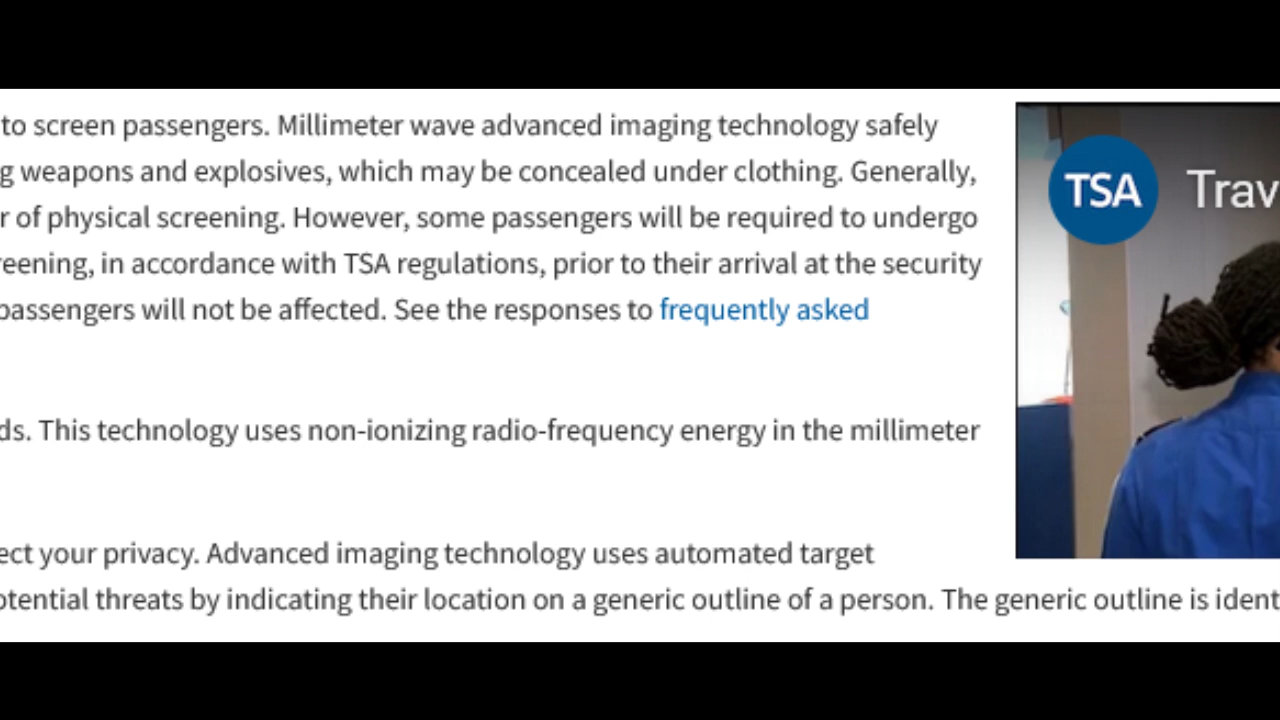 to screen passengers. Millimeter wave advanced imaging technology safely
g weapons and explosives, which may be concealed under clothing. Generally,
r of physical screening. However, some passengers will be required to undergo
reening, in accordance with TSA regulations, prior to their arrival at the security
passengers will not be affected. See the responses to frequently asked
ds. This technology uses non-ionizing radio-frequency energy in the millimeter
ect your privacy. Advanced imaging technology uses automated target
otential threats by indicating their location on a generic outline of a person. The generic outline is ident
TSA Trav